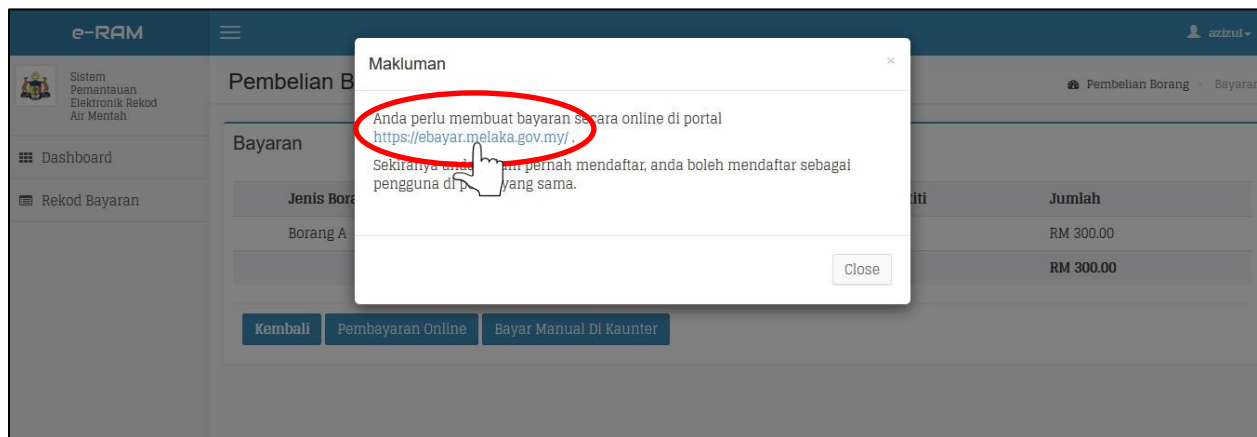 e-RAM
azizul
Sistem
Pemantauan
Elektronik Rekod
Air Mentah
Dashboard
Rekod Bayaran
Pembelian B
Pembelian Borang > Bayaran
Makluman
×
Anda perlu membuat bayaran secara online di portal
https://ebayar.melaka.gov.my/ .
Sekiranya anda pernah mendaftar, anda boleh mendaftar sebagai
pengguna di yang sama.
Close
Bayaran
Jenis Bora
titi
Jumlah
Borang A
RM 300.00
RM 300.00
Kembali
Pembayaran Online
Bayar Manual Di Kaunter